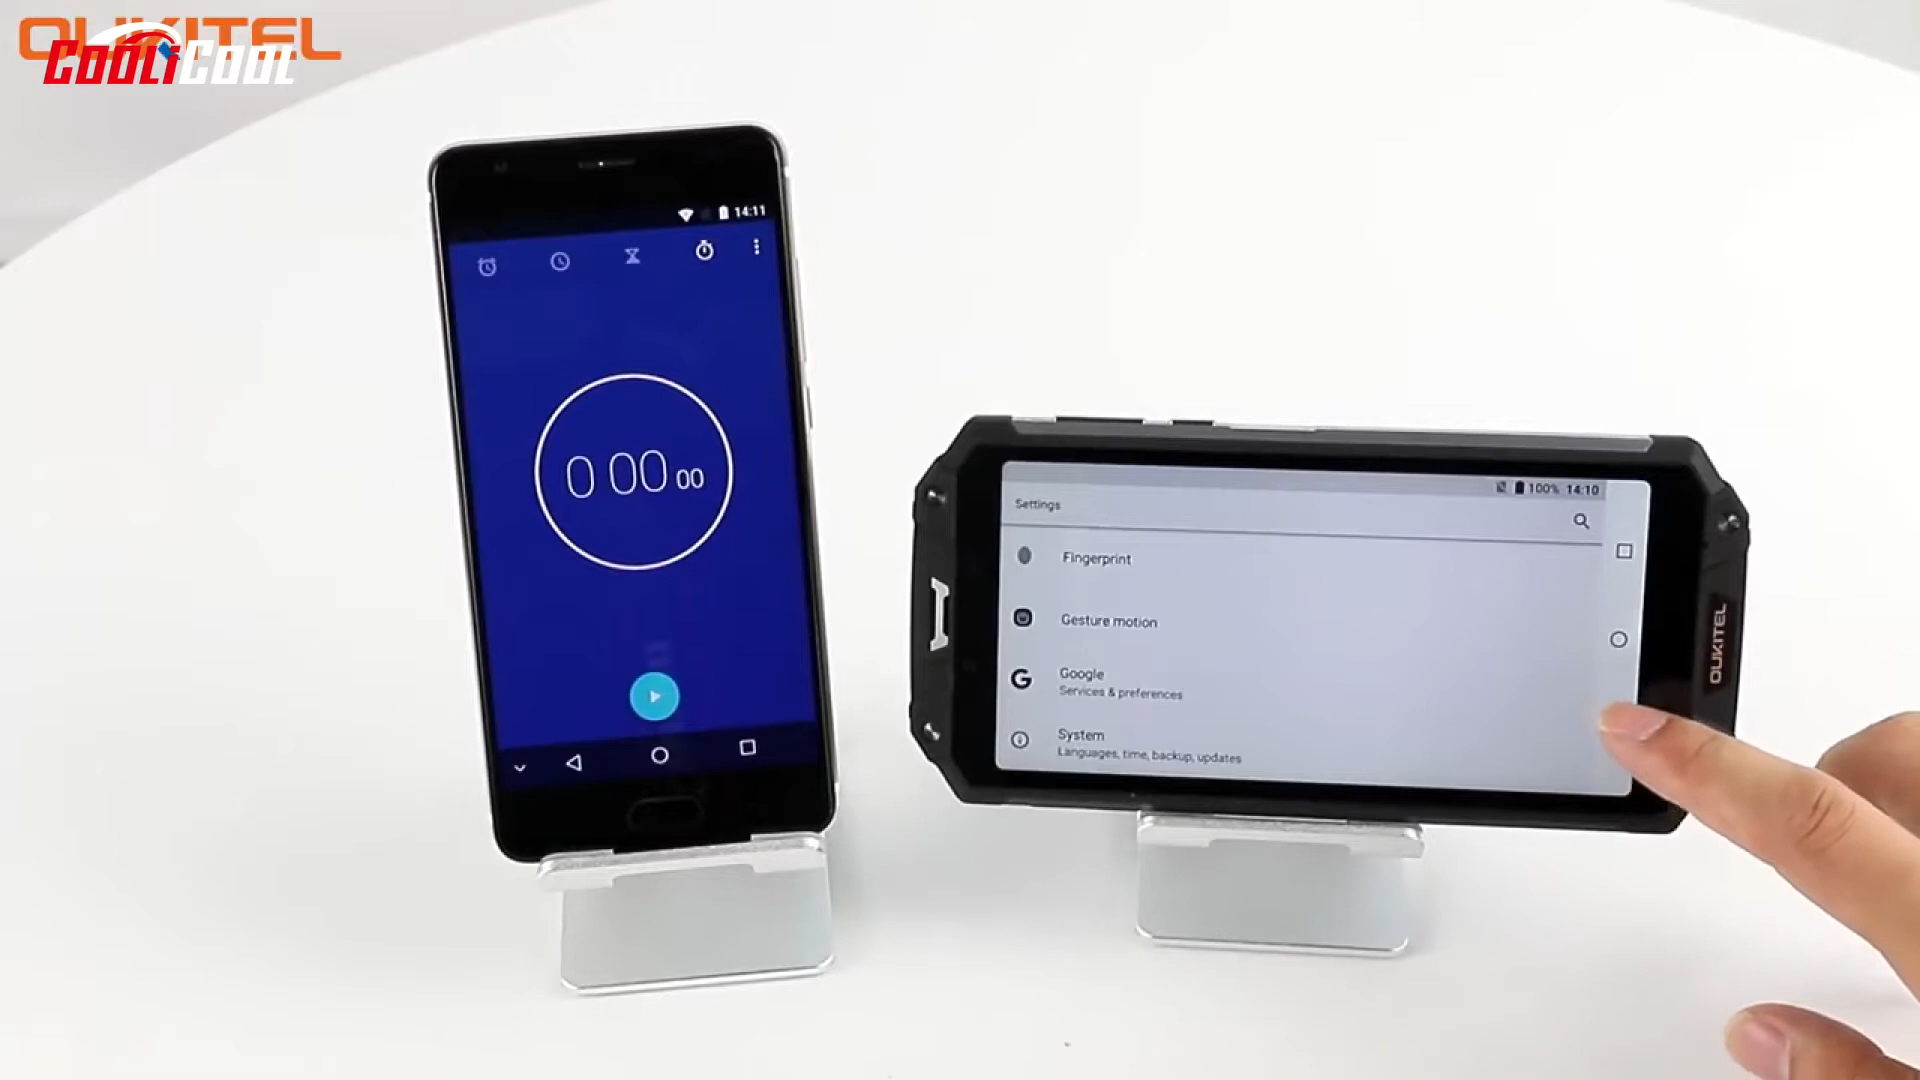 OUKITEL
COOLiCOOL
14:11
0 00 00
100% 14:10
Settings
Fingerprint
Gesture motion
Google
Services & preferences
System
Languages, time, backup, updates
OUKITEL